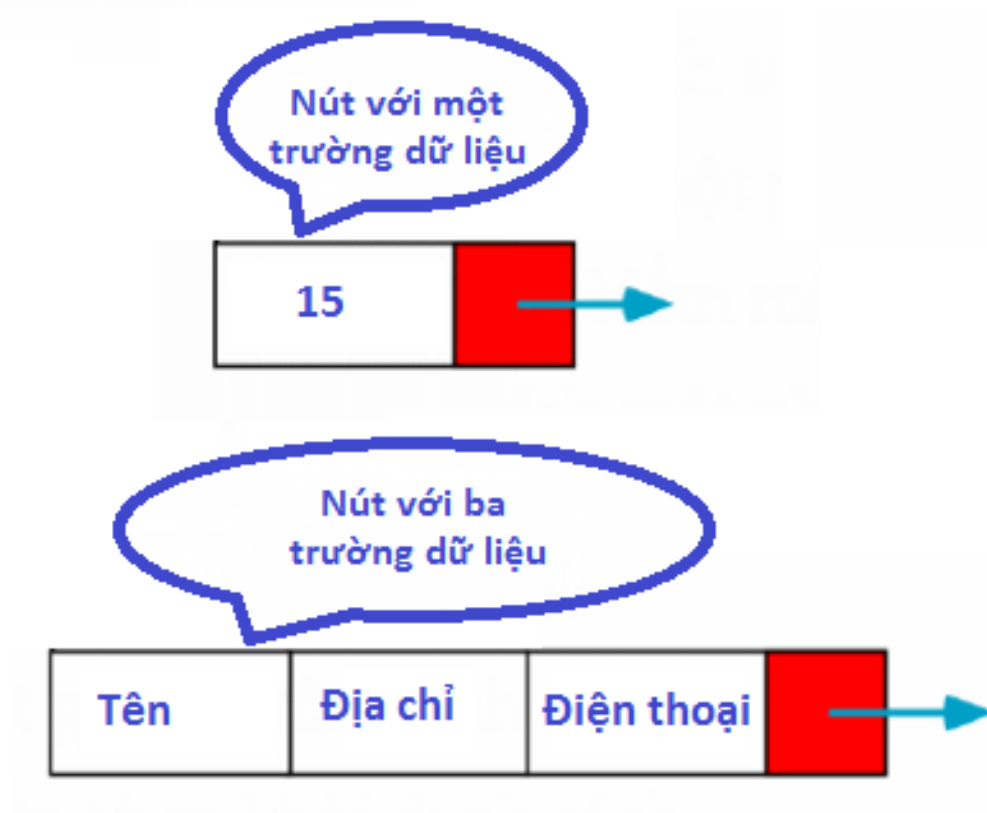 Nút với một
trường dữ liệu
15
Nút với ba
trường dữ liệu
Tên
Địa chỉ
Điện thoại